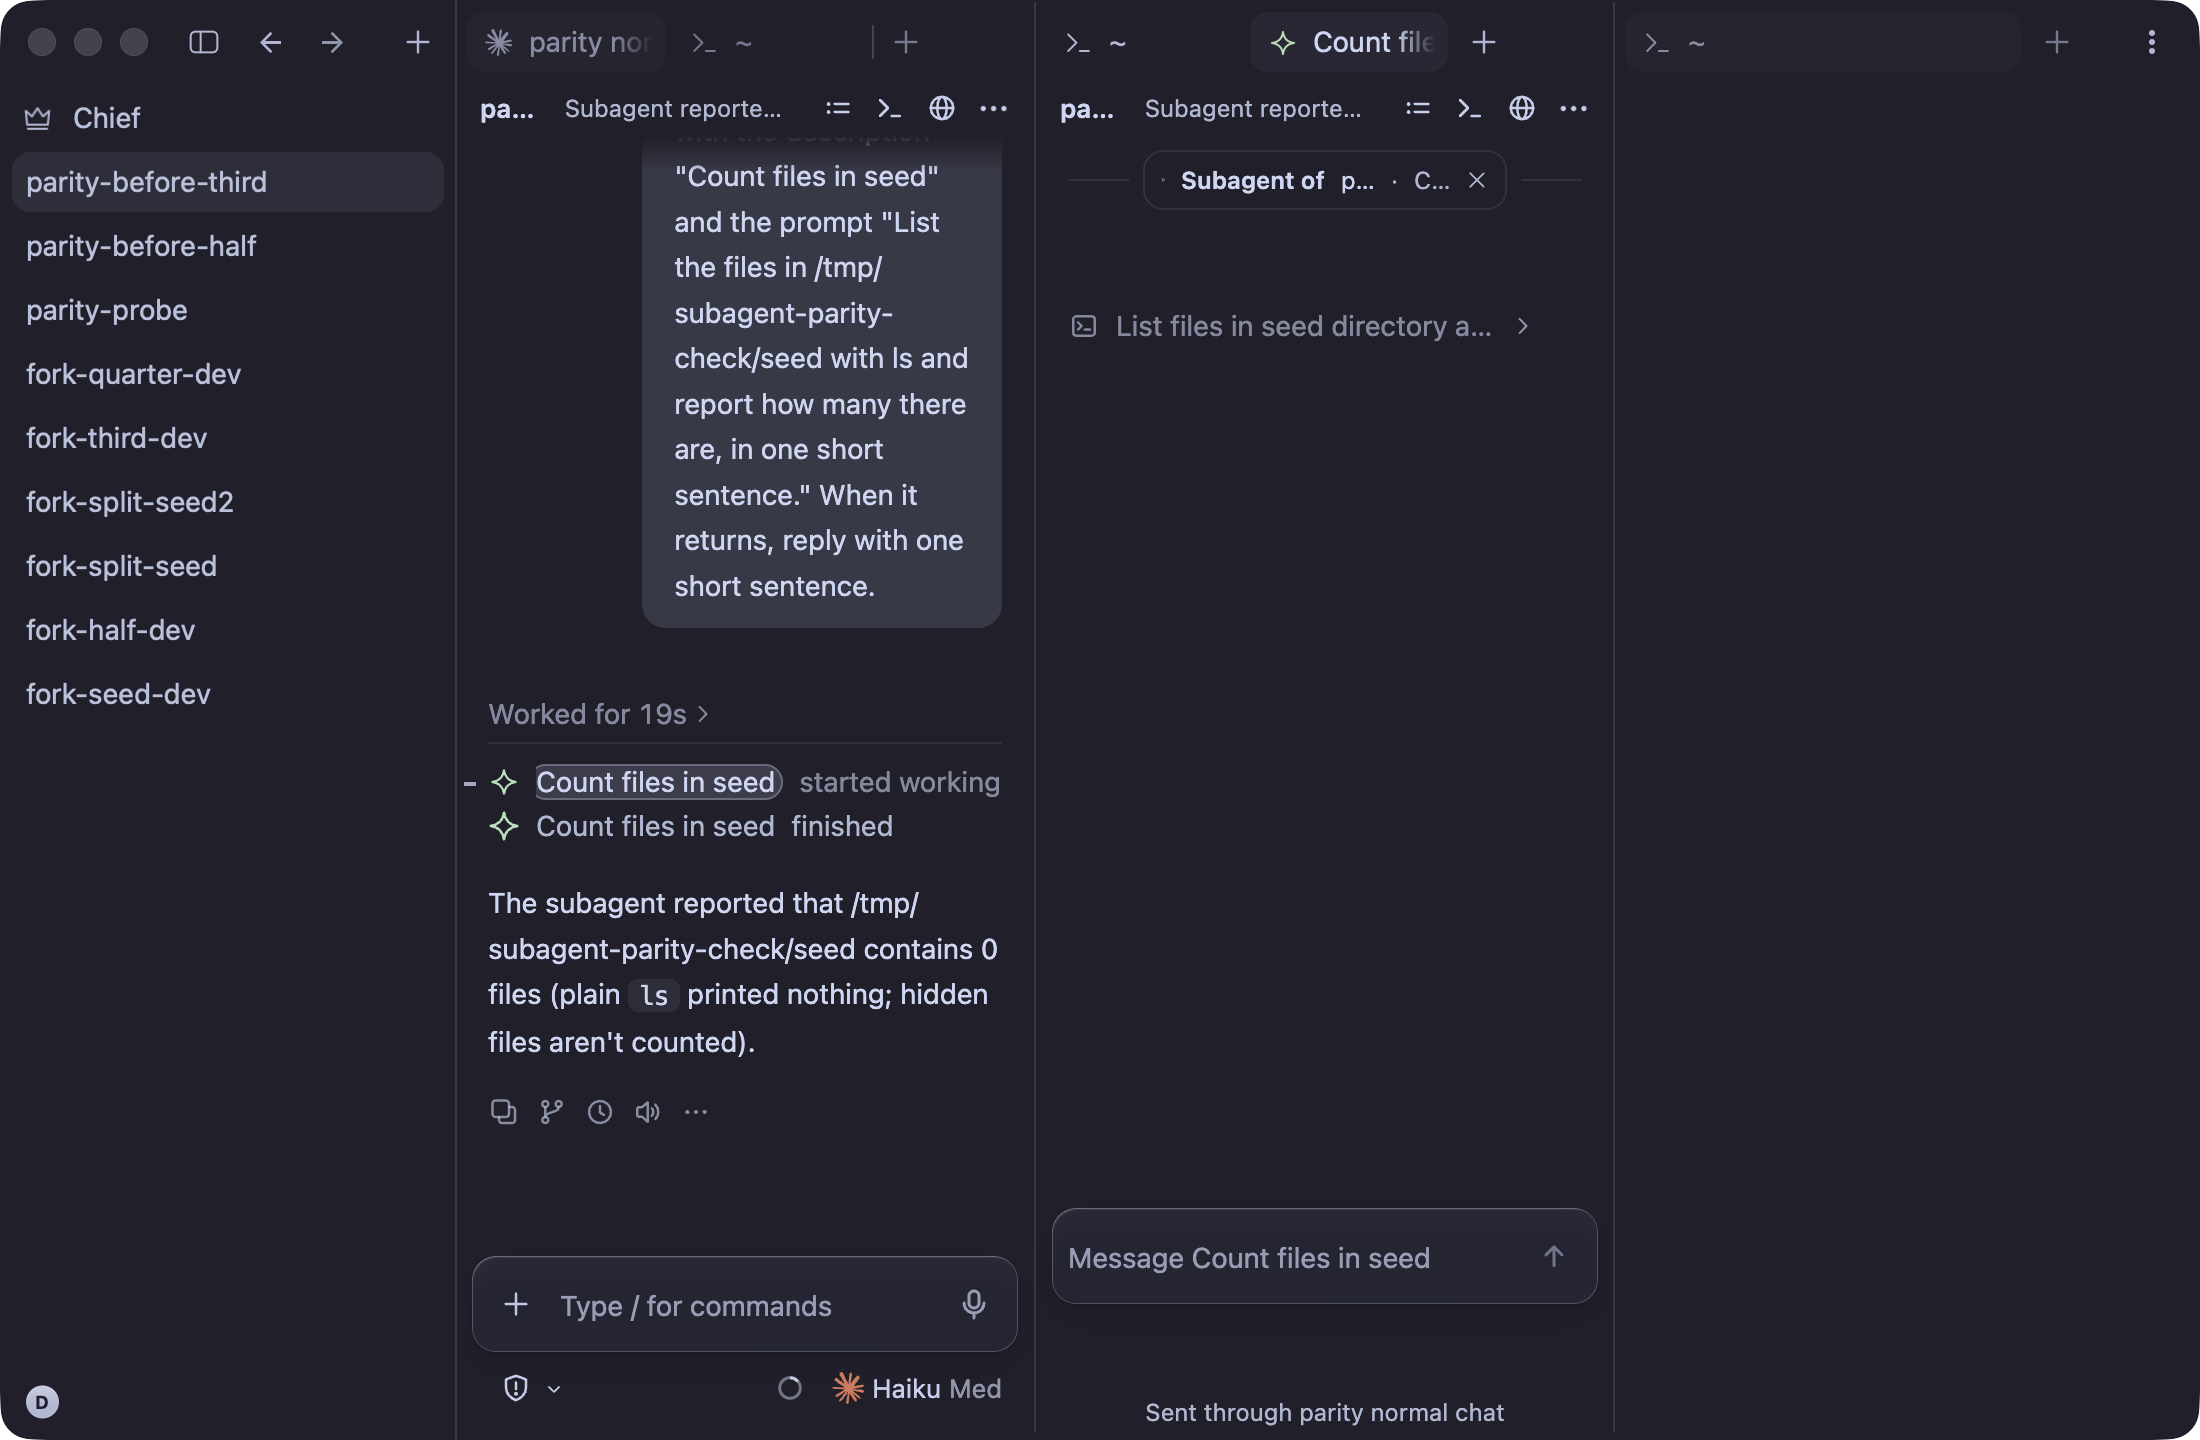 Chief
parity-before-third
parity-before-half
parity-probe
fork-quarter-dev
fork-third-dev
fork-split-seed2
fork-split-seed
fork-half-dev
fork-seed-dev
D
parity nor
>_ ~
pa...
Subagent reporte...
with the description
"Count files in seed"
and the prompt "List
the files in /tmp/
subagent-parity-
check/seed with ls and
report how many there
are, in one short
sentence." When it
returns, reply with one
short sentence.
Worked for 19s
Count files in seed started working
Count files in seed finished
The subagent reported that /tmp/
subagent-parity-check/seed contains 0
files (plain ls printed nothing; hidden
files aren't counted).
Type / for commands
Haiku Med
>_ ~
Count file
pa...
Subagent reporte...
Subagent of p... · C...
List files in seed directory a...
Message Count files in seed
Sent through parity normal chat
>_ ~